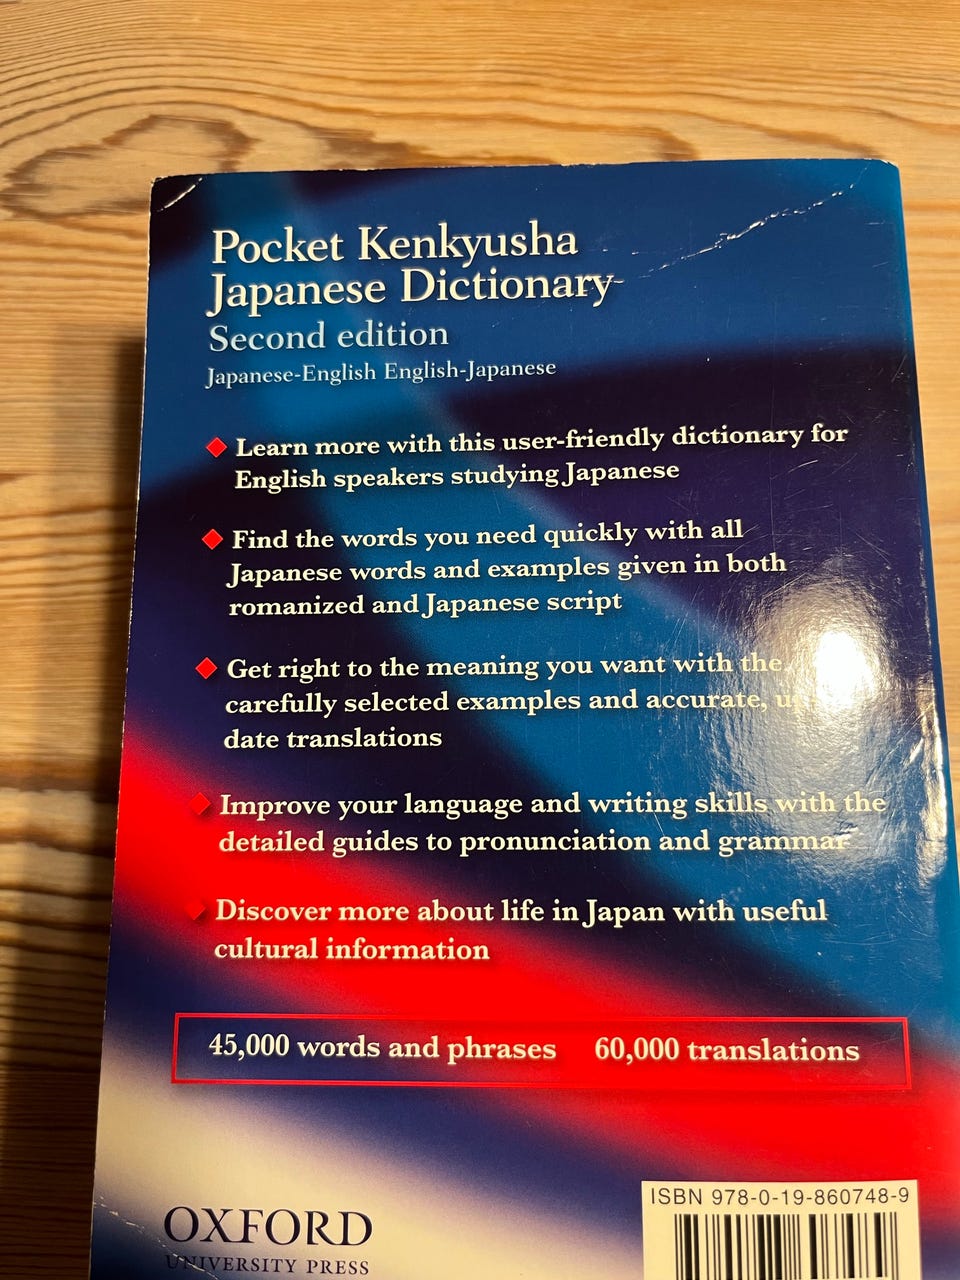 Pocket Kenkyusha
Japanese Dictionary
Second edition
Japanese-English English-Japanese
Learn more with this user-friendly dictionary for
English speakers studying Japanese
Find the words you need quickly with all
Japanese words and examples given in both
romanized and Japanese script
Get right to the meaning you want with the
carefully selected examples and accurate,
date translations
Improve your language and writing skills with the
detailed guides to pronunciation and grammar
Discover more about life in Japan with useful
cultural information
45,000 words and phrases 60,000 translations
OXFORD
UNIVERSITY PRESS
ISBN 978-0-19-860748-9